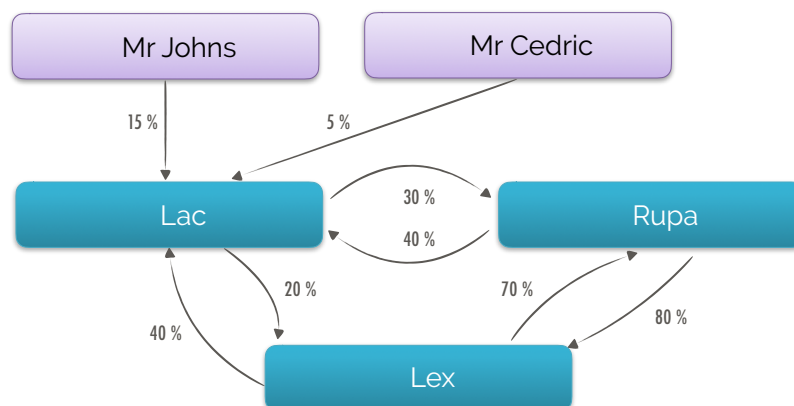 Mr Johns
Mr Cedric
15 %
5 %
Lac
30 %
Rupa
40 %
20 %
70 %
40 %
80 %
Lex